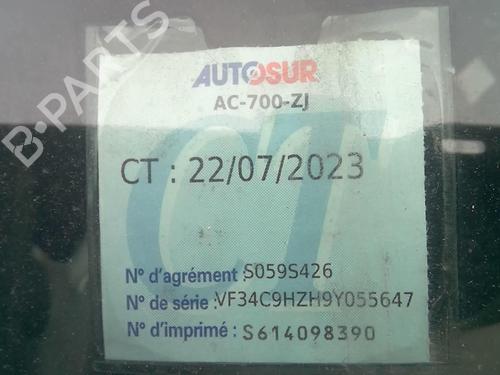 AUTOSUR
AC-700-ZJ
CT
CT : 22/07/2023
N° d'agrément : S059S426
N° de série : VF34C9HZH9Y055647
N° d'imprimé : S614098390
B-PARTS